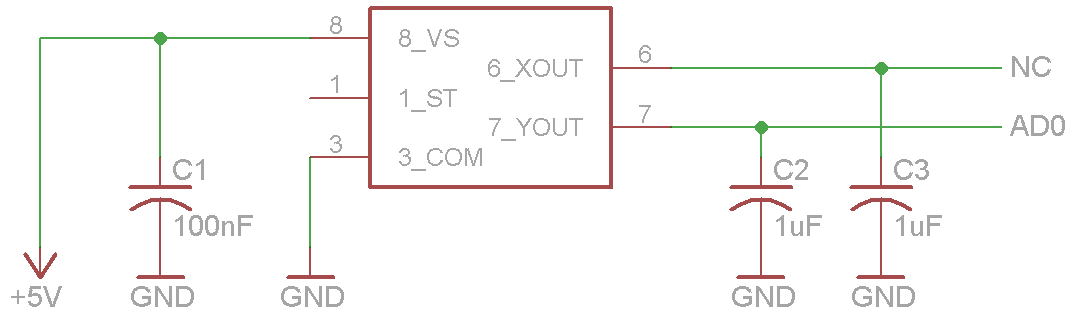 8
8_VS
6_XOUT
6
NC
1
1_ST
7_YOUT
7
AD0
3
3_COM
C1
100nF
C2
1uF
C3
1uF
+5V
GND
GND
GND
GND